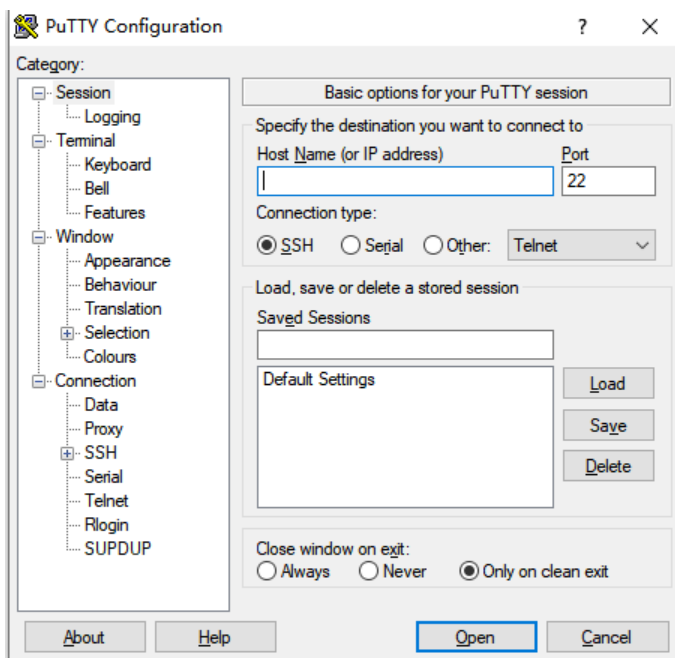 PuTTY Configuration
?
Category:
Session
Logging
Terminal
Keyboard
Bell
Features
Window
Appearance
Behaviour
Translation
Selection
Colours
Connection
Data
Proxy
SSH
Serial
Telnet
Rlogin
SUPDUP
Basic options for your PuTTY session
Specify the destination you want to connect to
Host Name (or IP address) Port
22
Connection type:
SSH Serial Other: Telnet
Load, save or delete a stored session
Saved Sessions
Default Settings
Load
Save
Delete
Close window on exit:
Always Never Only on clean exit
About Help Open Cancel